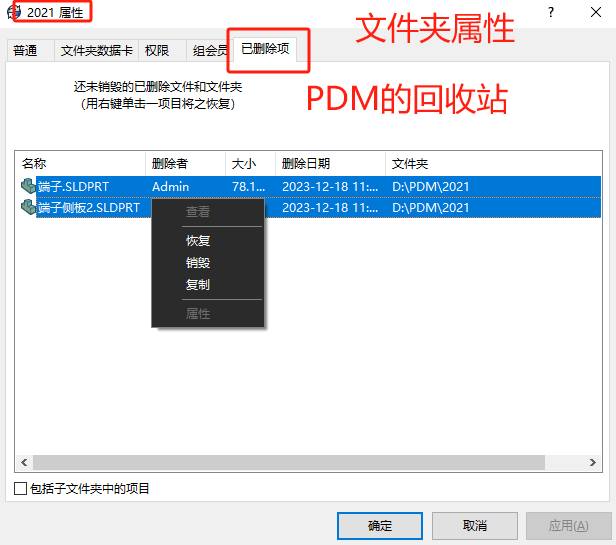 2021 属性
?
文件夹属性
普通 文件夹数据卡 权限 组会员 已删除项
还未销毁的已删除文件和文件夹
(用右键单击一项目将之恢复)
PDM的回收站
名称 删除者 大小 删除日期 文件夹
端子.SLDPRT Admin 78.1... 2023-12-18 11:... D:\PDM\2021
端子侧板2.SLDPRT 2023-12-18 11:... D:\PDM\2021
查看
恢复
销毁
复制
属性
包括子文件夹中的项目
确定 取消 应用(A)